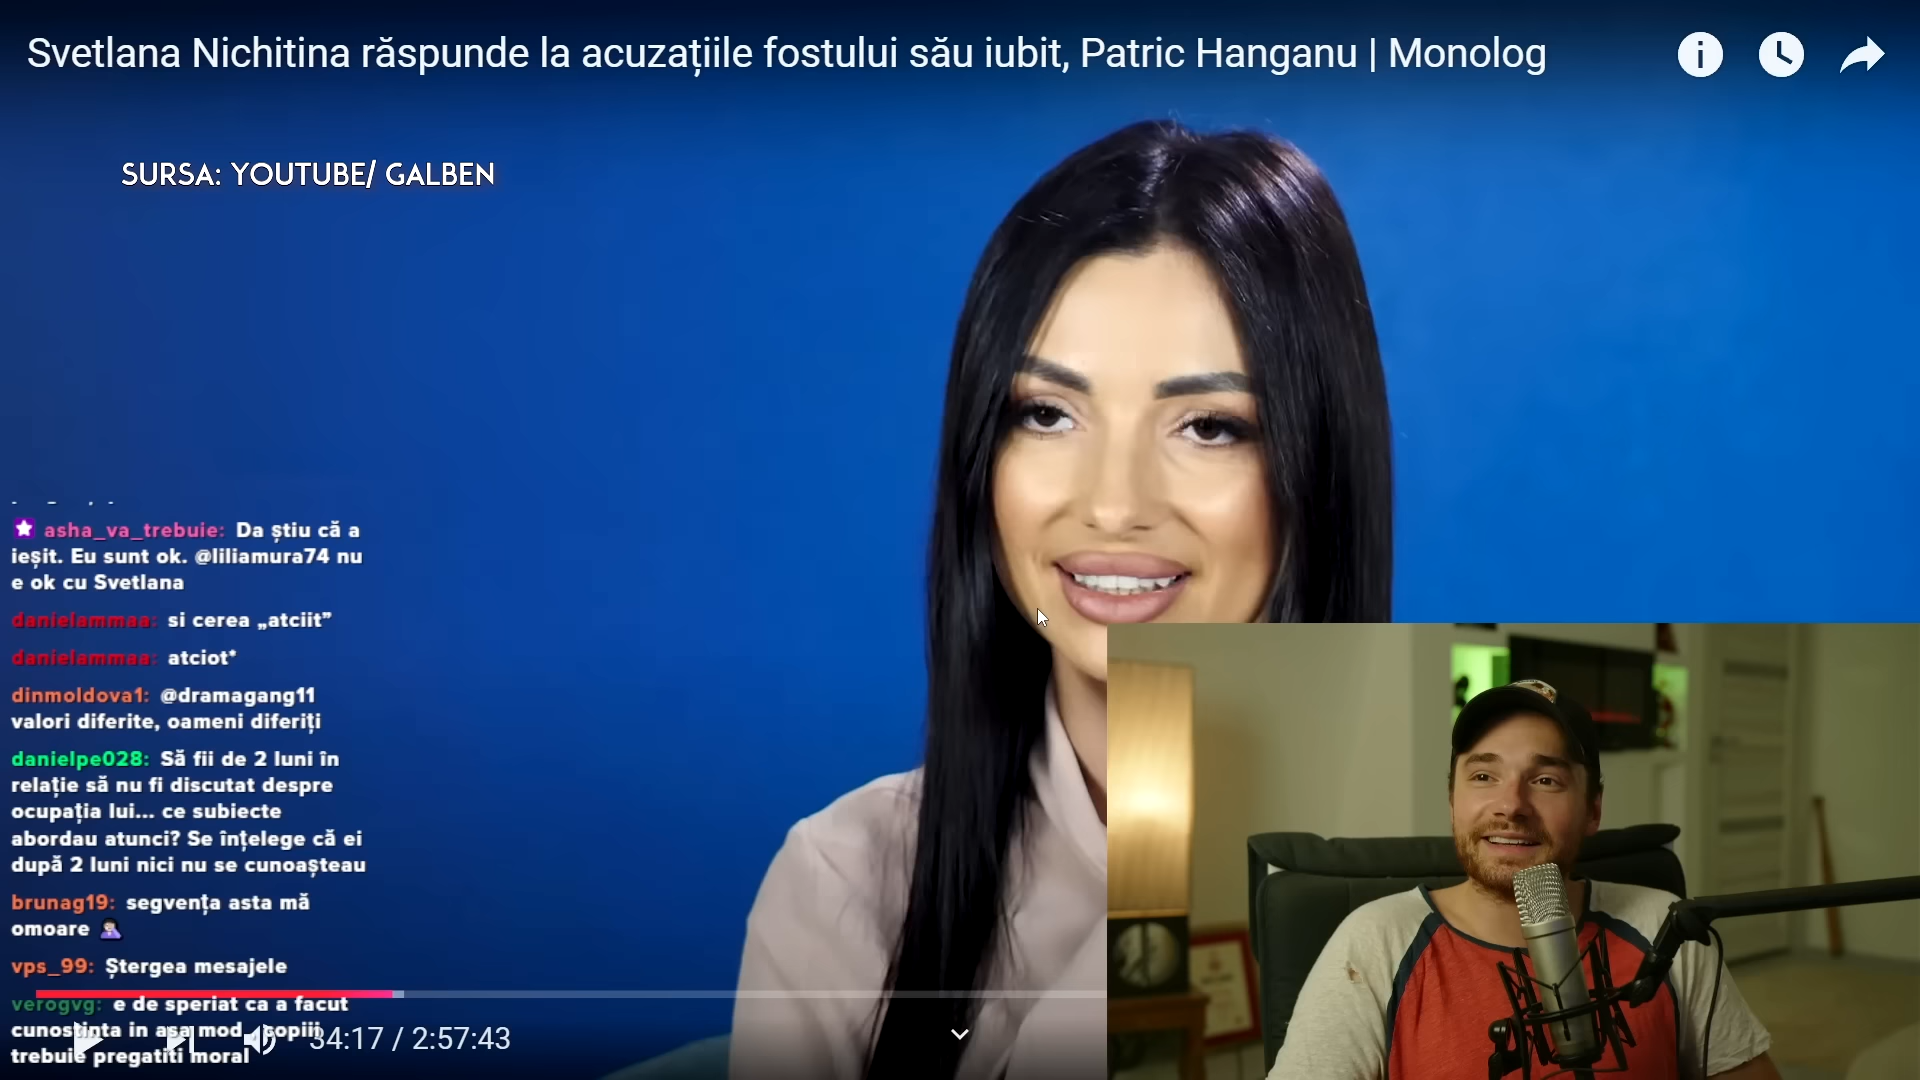 Svetlana Nichitina răspunde la acuzațiile fostului său iubit, Patric Hanganu | Monolog
SURSA: YOUTUBE/ GALBEN
asha_va_trebuie: Da știu că a
ieșit. Eu sunt ok. @liliamura74 nu
e ok cu Svetlana
danielammaa: si cerea „atciit”
danielammaa: atciot*
dinmoldova1: @dramagang11
valori diferite, oameni diferiți
danielpe028: Să fii de 2 luni în
relație să nu fi discutat despre
ocupația lui... ce subiecte
abordau atunci? Se înțelege că ei
după 2 luni nici nu se cunoașteau
brunag19: segvența asta mă
omoare
vps_99: Ștergea mesajele
verogvg: e de speriat ca a facut
cunostinta in asa mod , copiii
trebuie pregatiti moral
34:17 / 2:57:43